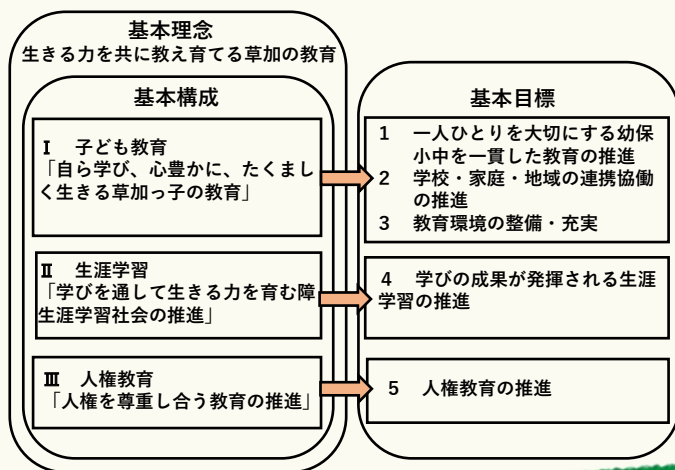 基本理念
生きる力を共に教え育てる草加の教育
基本構成
Ⅰ　子ども教育
「自ら学び、心豊かに、たくまし
く生きる草加っ子の教育」
Ⅱ　生涯学習
「学びを通して生きる力を育む障
生涯学習社会の推進」
Ⅲ　人権教育
「人権を尊重し合う教育の推進」
基本目標
1　一人ひとりを大切にする幼保
小中を一貫した教育の推進
2　学校・家庭・地域の連携協働
の推進
3　教育環境の整備・充実
4　学びの成果が発揮される生涯
学習の推進
5　人権教育の推進